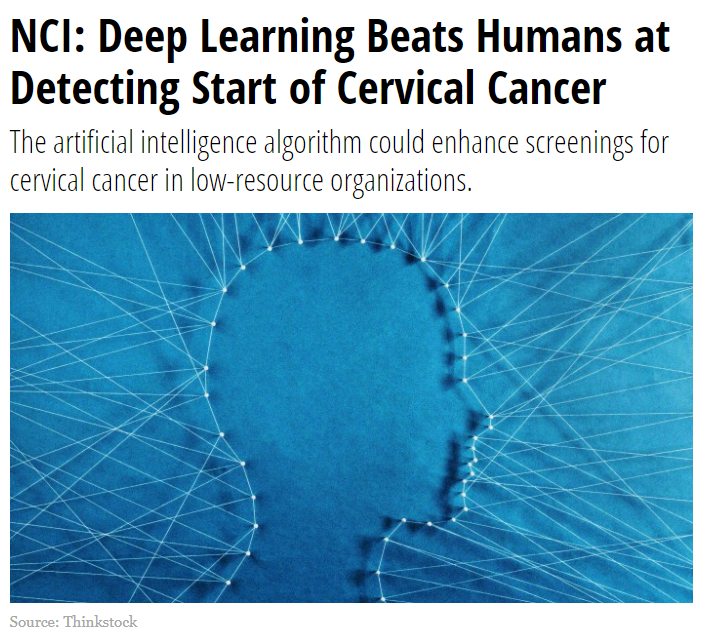 NCI: Deep Learning Beats Humans at
Detecting Start of Cervical Cancer
The artificial intelligence algorithm could enhance screenings for
cervical cancer in low-resource organizations.
Source: Thinkstock